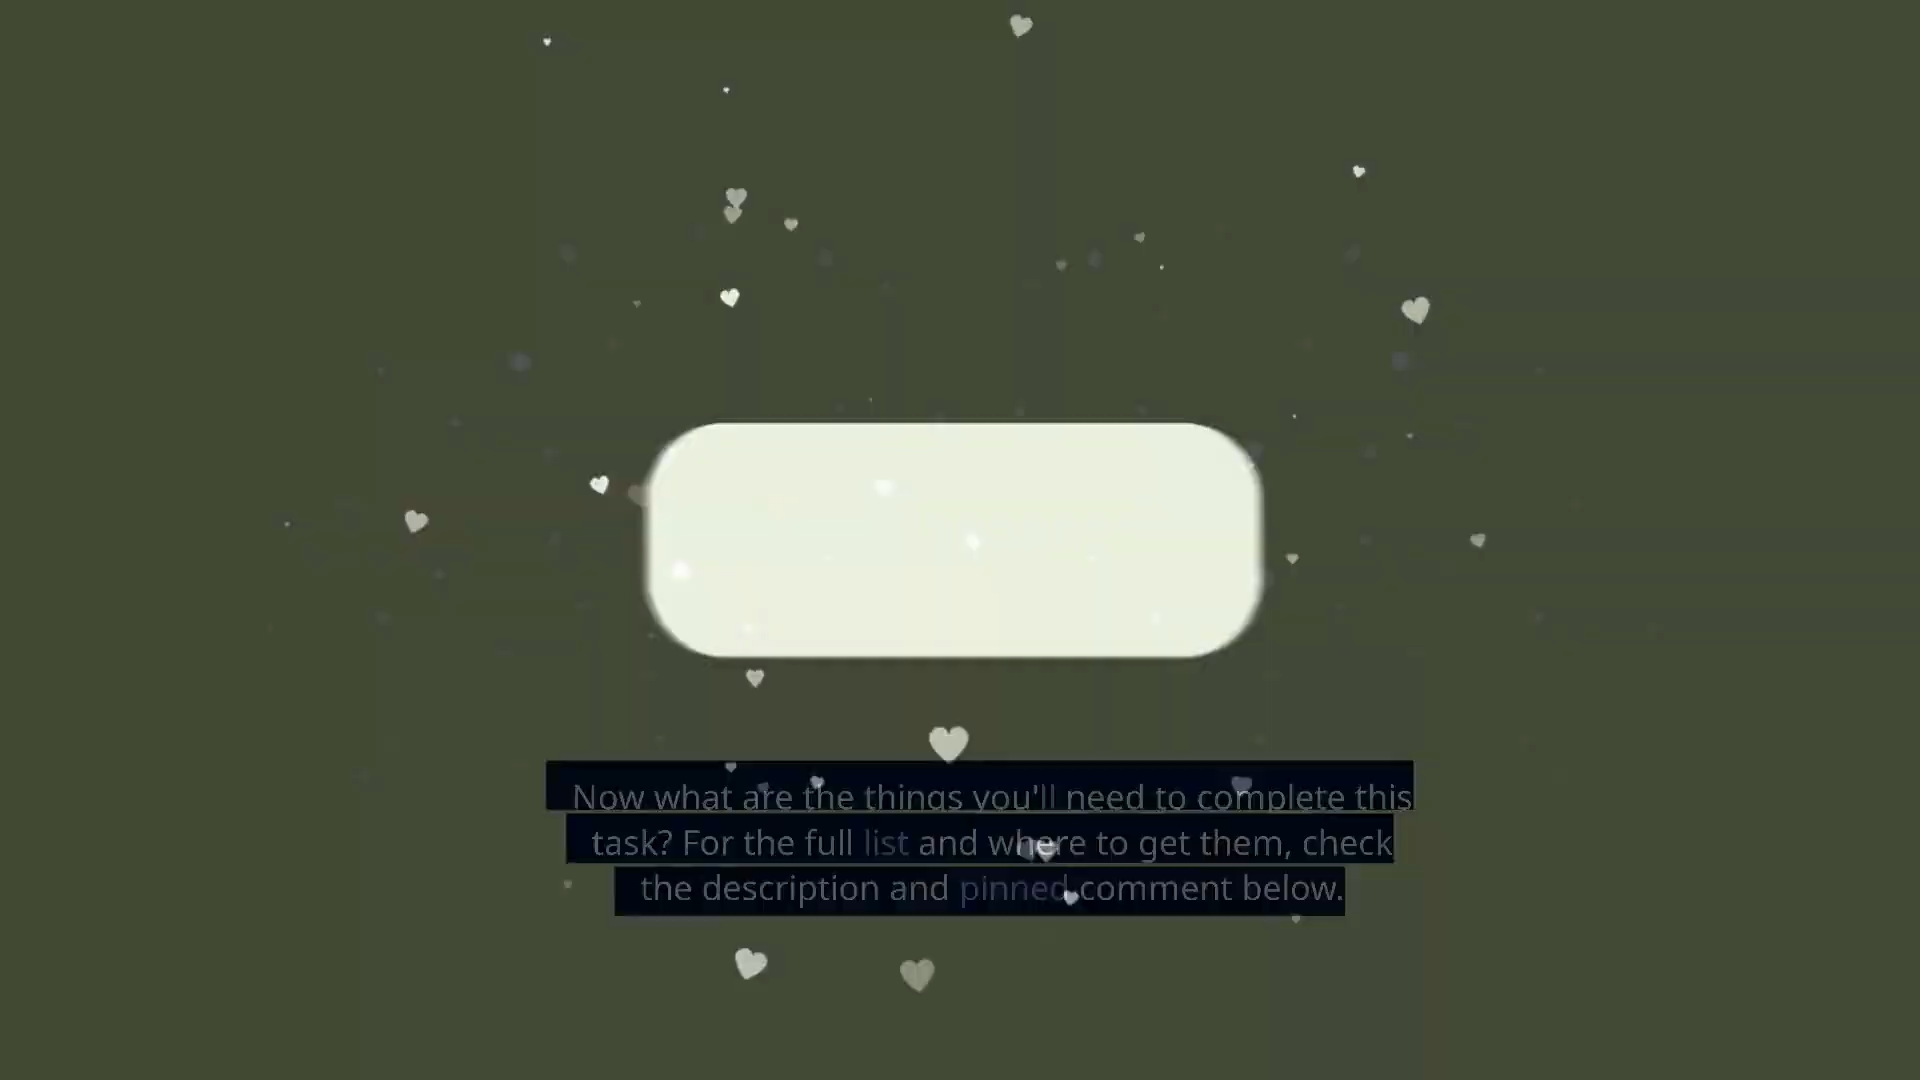 Now what are the things you'll need to complete this
task? For the full list and where to get them, check
the description and pinned comment below.